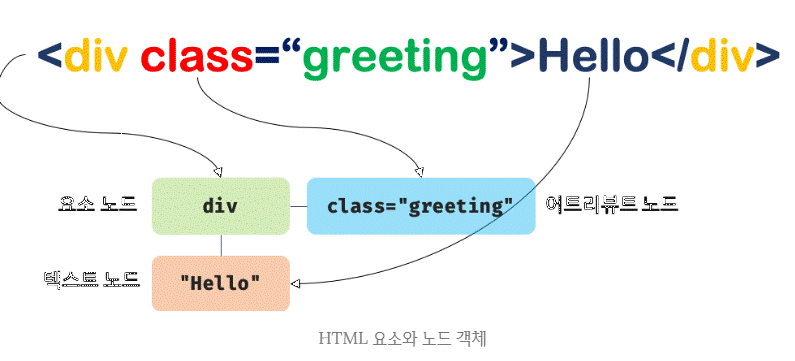 <div class=“greeting”>Hello</div>
요소 노드
div
class="greeting"
어트리뷰트 노드
텍스트 노드
"Hello"
HTML 요소와 노드 객체